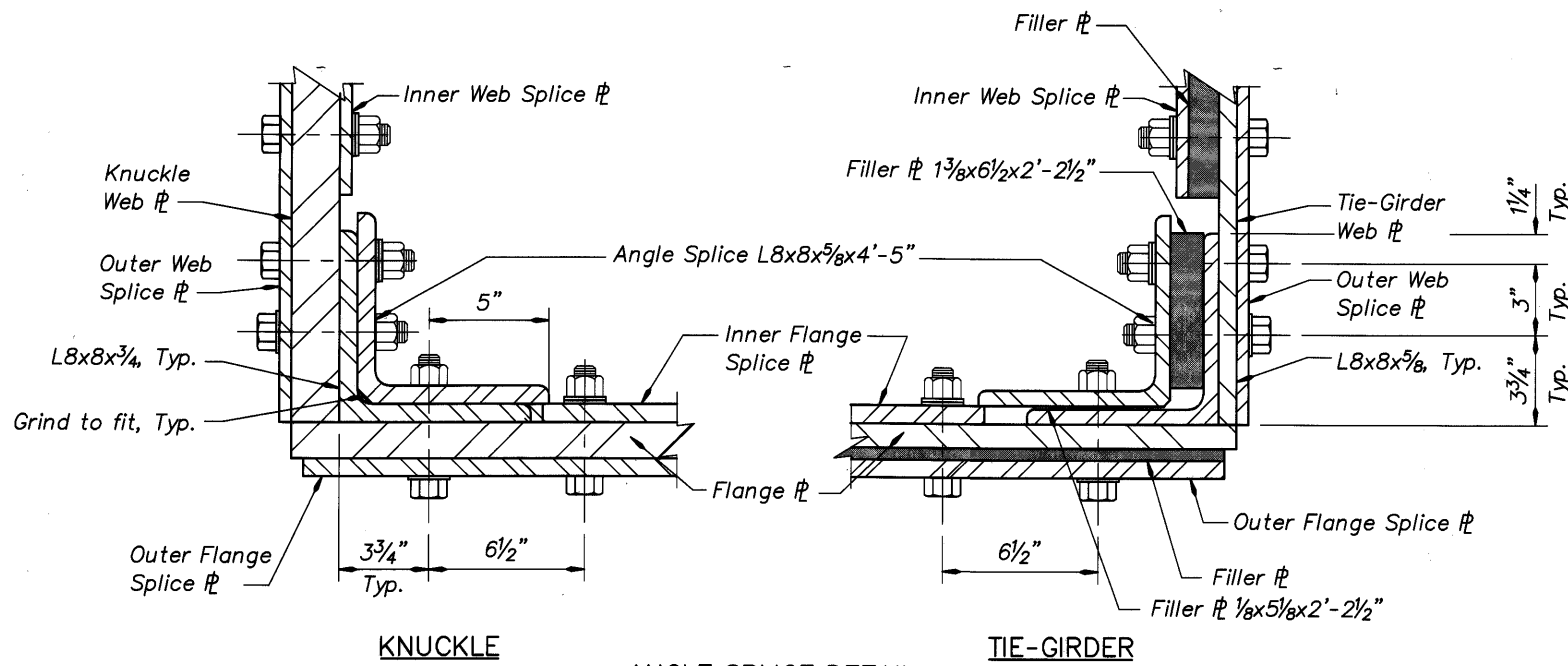 Filler ⅊
Inner Web Splice ⅊
Inner Web Splice ⅊
Knuckle
Web ⅊
Filler ⅊ 1⅜x6½x2'-2½"
Tie-Girder
Web ⅊
1¼"
Typ.
Outer Web
Splice ⅊
Angle Splice L8x8x⅝x4'-5"
Outer Web
Splice ⅊
3"
Typ.
5"
Inner Flange
Splice ⅊
L8x8x¾, Typ.
L8x8x⅝, Typ.
3¾"
Typ.
Grind to fit, Typ.
Flange ⅊
Outer Flange Splice ⅊
Outer Flange
Splice ⅊
3¾"
Typ.
6½"
6½"
Filler ⅊
Filler ⅊ ⅛x5⅛x2'-2½"
KNUCKLE
TIE-GIRDER